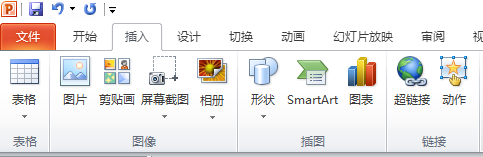 文件 开始 插入 设计 切换 动画 幻灯片放映 审阅
表格 图片 剪贴画 屏幕截图 相册 形状 SmartArt 图表 超链接 动作
表格 图像 插图 链接